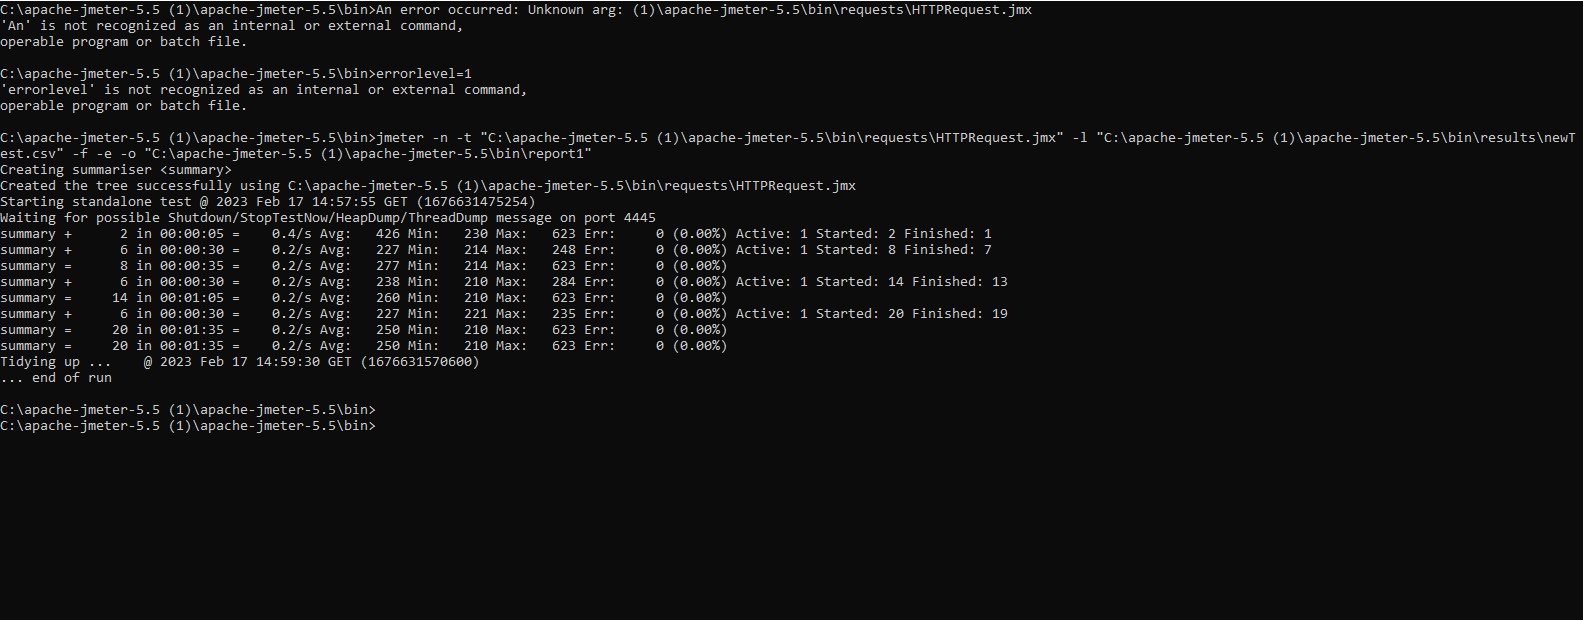 C:\apache-jmeter-5.5 (1)\apache-jmeter-5.5\bin>An error occurred: Unknown arg: (1)\apache-jmeter-5.5\bin\requests\HTTPRequest.jmx
'An' is not recognized as an internal or external command,
operable program or batch file.
C:\apache-jmeter-5.5 (1)\apache-jmeter-5.5\bin>errorlevel=1
'errorlevel' is not recognized as an internal or external command,
operable program or batch file.
C:\apache-jmeter-5.5 (1)\apache-jmeter-5.5\bin>jmeter -n -t "C:\apache-jmeter-5.5 (1)\apache-jmeter-5.5\bin\requests\HTTPRequest.jmx" -l "C:\apache-jmeter-5.5 (1)\apache-jmeter-5.5\bin\results\newT
est.csv" -f -e -o "C:\apache-jmeter-5.5 (1)\apache-jmeter-5.5\bin\report1"
Creating summariser <summary>
Created the tree successfully using C:\apache-jmeter-5.5 (1)\apache-jmeter-5.5\bin\requests\HTTPRequest.jmx
Starting standalone test @ 2023 Feb 17 14:57:55 GET (1676631475254)
Waiting for possible Shutdown/StopTestNow/HeapDump/ThreadDump message on port 4445
summary +      2 in 00:00:05 =    0.4/s Avg:   426 Min:   230 Max:   623 Err:     0 (0.00%) Active: 1 Started: 2 Finished: 1
summary +      6 in 00:00:30 =    0.2/s Avg:   227 Min:   214 Max:   248 Err:     0 (0.00%) Active: 1 Started: 8 Finished: 7
summary =      8 in 00:00:35 =    0.2/s Avg:   277 Min:   214 Max:   623 Err:     0 (0.00%)
summary +      6 in 00:00:30 =    0.2/s Avg:   238 Min:   210 Max:   284 Err:     0 (0.00%) Active: 1 Started: 14 Finished: 13
summary =     14 in 00:01:05 =    0.2/s Avg:   260 Min:   210 Max:   623 Err:     0 (0.00%)
summary +      6 in 00:00:30 =    0.2/s Avg:   227 Min:   221 Max:   235 Err:     0 (0.00%) Active: 1 Started: 20 Finished: 19
summary =     20 in 00:01:35 =    0.2/s Avg:   250 Min:   210 Max:   623 Err:     0 (0.00%)
summary =     20 in 00:01:35 =    0.2/s Avg:   250 Min:   210 Max:   623 Err:     0 (0.00%)
Tidying up ...    @ 2023 Feb 17 14:59:30 GET (1676631570600)
... end of run
C:\apache-jmeter-5.5 (1)\apache-jmeter-5.5\bin>
C:\apache-jmeter-5.5 (1)\apache-jmeter-5.5\bin>